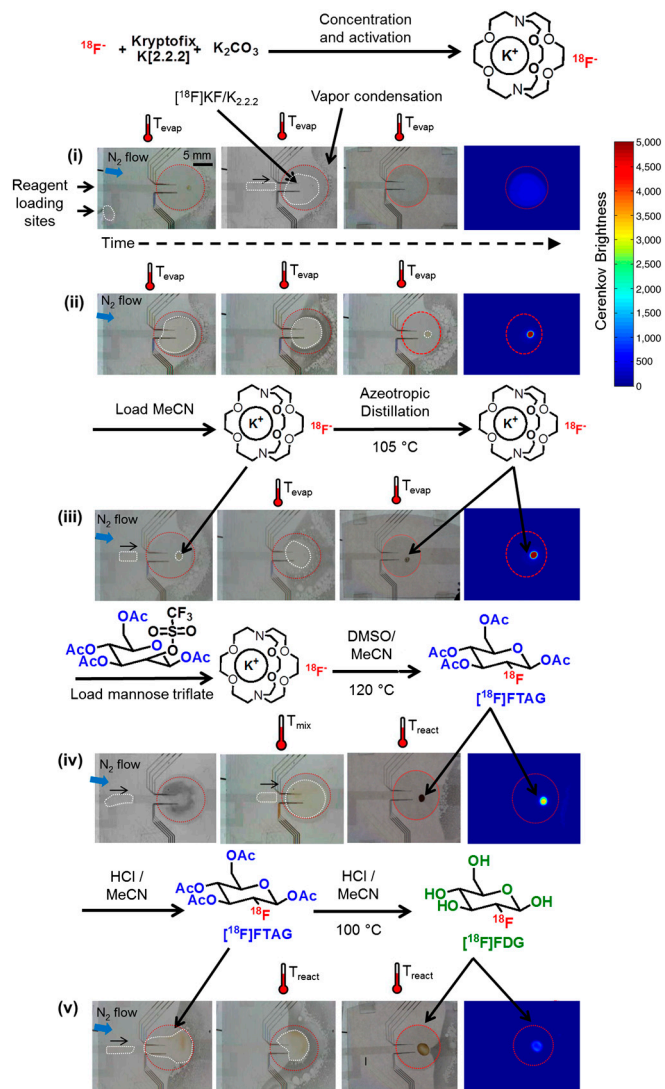 ¹⁸F⁻ + Kryptofix K[2.2.2] + K₂CO₃
Concentration
and activation
N
O
O
K⁺
O
O
O
O
N
¹⁸F⁻
[¹⁸F]KF/K₂.₂.₂
Vapor condensation
T_evap
T_evap
T_evap
(i)
N₂ flow
5 mm
Reagent
loading
sites
Time
5,000
4,500
4,000
3,500
3,000
2,500
2,000
1,500
1,000
500
0
Cerenkov Brightness
T_evap
T_evap
T_evap
(ii)
N₂ flow
Load MeCN
N
O
O
K⁺
O
O
O
O
N
¹⁸F⁻
Azeotropic
Distillation
105 °C
N
O
O
K⁺
O
O
O
O
N
¹⁸F⁻
T_evap
T_evap
(iii)
N₂ flow
OAc
CF₃
O=S=O
O
AcO
AcO
O
OAc
Load mannose triflate
N
O
O
K⁺
O
O
O
O
N
¹⁸F⁻
DMSO/
MeCN
120 °C
OAc
AcO
AcO
O
OAc
¹⁸F
[¹⁸F]FTAG
T_mix
T_react
(iv)
N₂ flow
HCl /
MeCN
OAc
AcO
AcO
O
OAc
¹⁸F
[¹⁸F]FTAG
HCl /
MeCN
100 °C
OH
HO
HO
O
OH
¹⁸F
[¹⁸F]FDG
T_react
T_react
(v)
N₂ flow